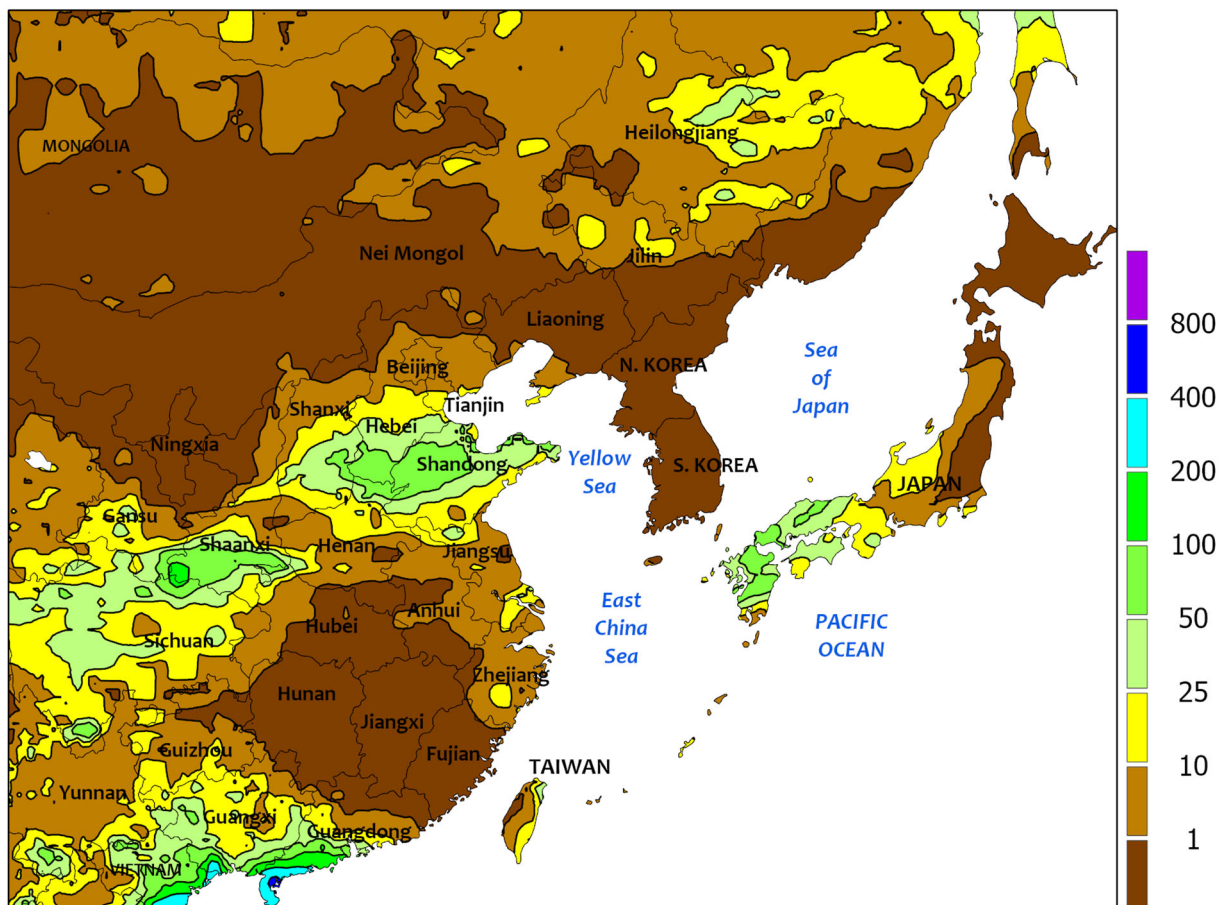 Heilongjiang
MONGOLIA
Nei Mongol
Jilin
Liaoning
800
Sea
of
Japan
Beijing
N. KOREA
400
Shanxi
Tianjin
Hebei
Ningxia
Shandong
Yellow
Sea
S. KOREA
200
JAPAN
Gansu
Shaanxi
Henan
Jiangsu
100
East
China
Sea
Anhui
Hubei
PACIFIC
OCEAN
50
Sichuan
Zhejiang
Hunan
25
Jiangxi
Guizhou
Fujian
TAIWAN
10
Yunnan
Guangxi
Guangdong
1
VIETNAM